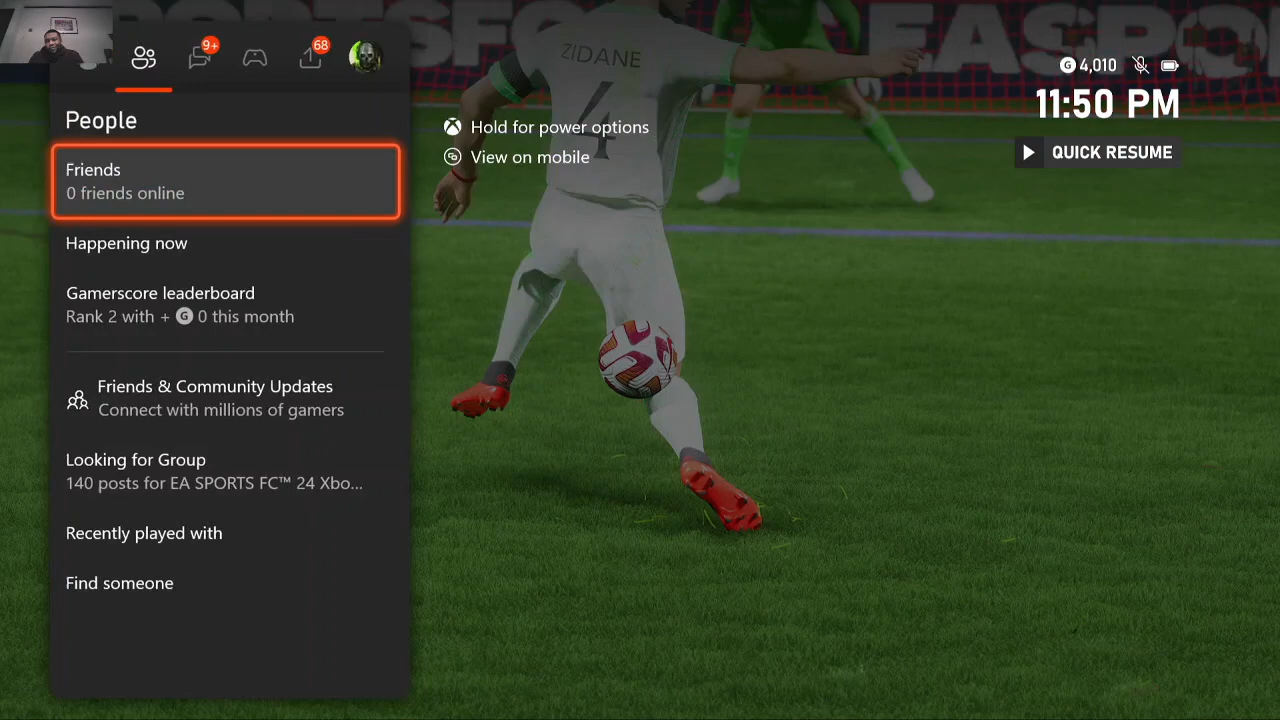 9+
68
People
Friends
0 friends online
Happening now
Gamerscore leaderboard
Rank 2 with + G 0 this month
Friends & Community Updates
Connect with millions of gamers
Looking for Group
140 posts for EA SPORTS FC™ 24 Xbo...
Recently played with
Find someone
Hold for power options
View on mobile
G 4,010
11:50 PM
QUICK RESUME
ZIDANE
4
EA SPORTS